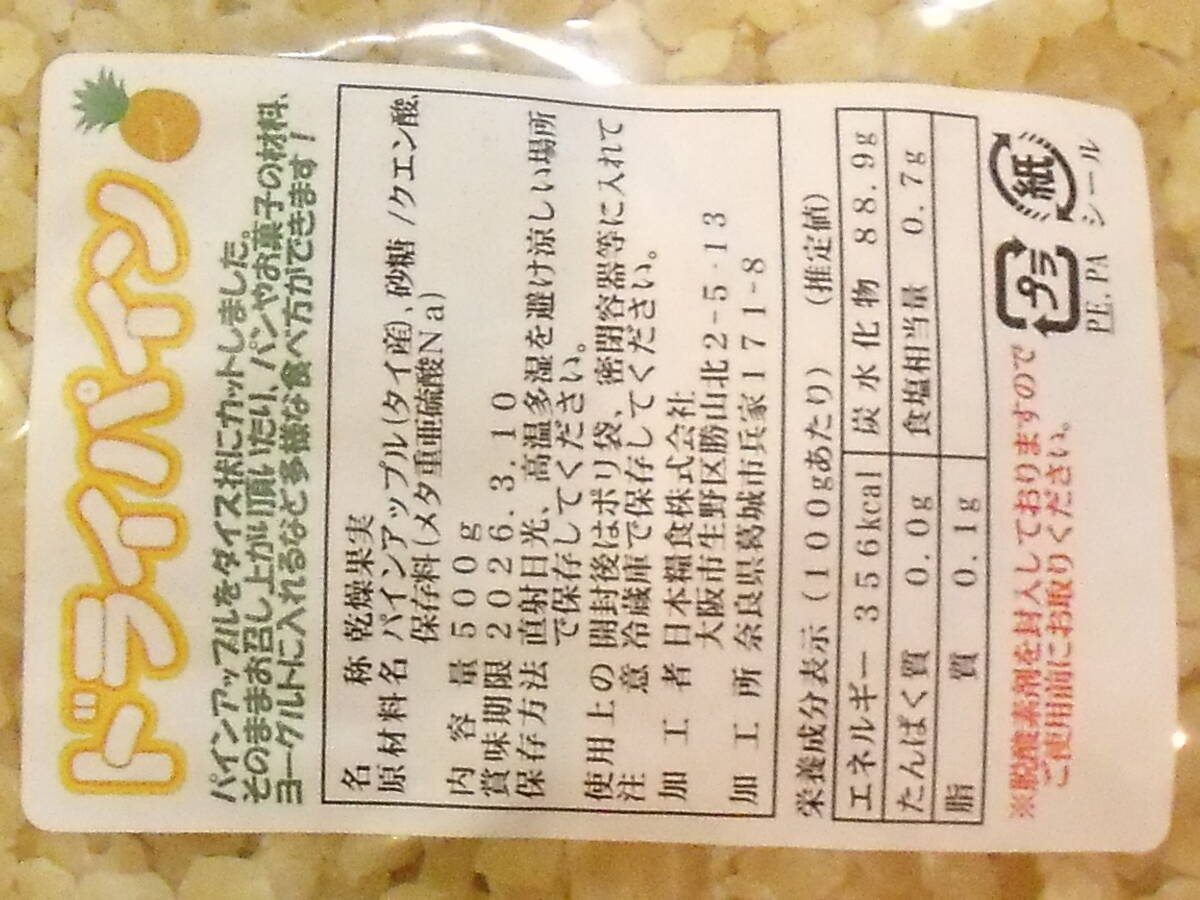 ドライパイン
パインアップルをダイス状にカットしました。
そのままお召し上がり頂いたり、パンやお菓子の材料、
ヨーグルトに入れるなど多様な食べ方ができます！
名称 乾燥果実
原材料名 パインアップル(タイ産)、砂糖/クエン酸、
保存料(メタ重亜硫酸Na)
内容量 500g
賞味期限 2026.3.10
保存方法 直射日光、高温多湿を避け涼しい場所
で保存してください。
使用上の 開封後はポリ袋、密閉容器等に入れて
注意 冷蔵庫で保存してください。
加工者 日本糧食株式会社
大阪市生野区勝山北2-5-13
加工所 奈良県葛城市兵家171-8
栄養成分表示(100gあたり) (推定値)
エネルギー 356kcal 炭水化物 88.9g
たんぱく質 0.0g 食塩相当量 0.7g
脂質 0.1g
※脱酸素剤を封入しておりますので
ご使用前にお取りください。
プラ
PE,PA
紙
シール